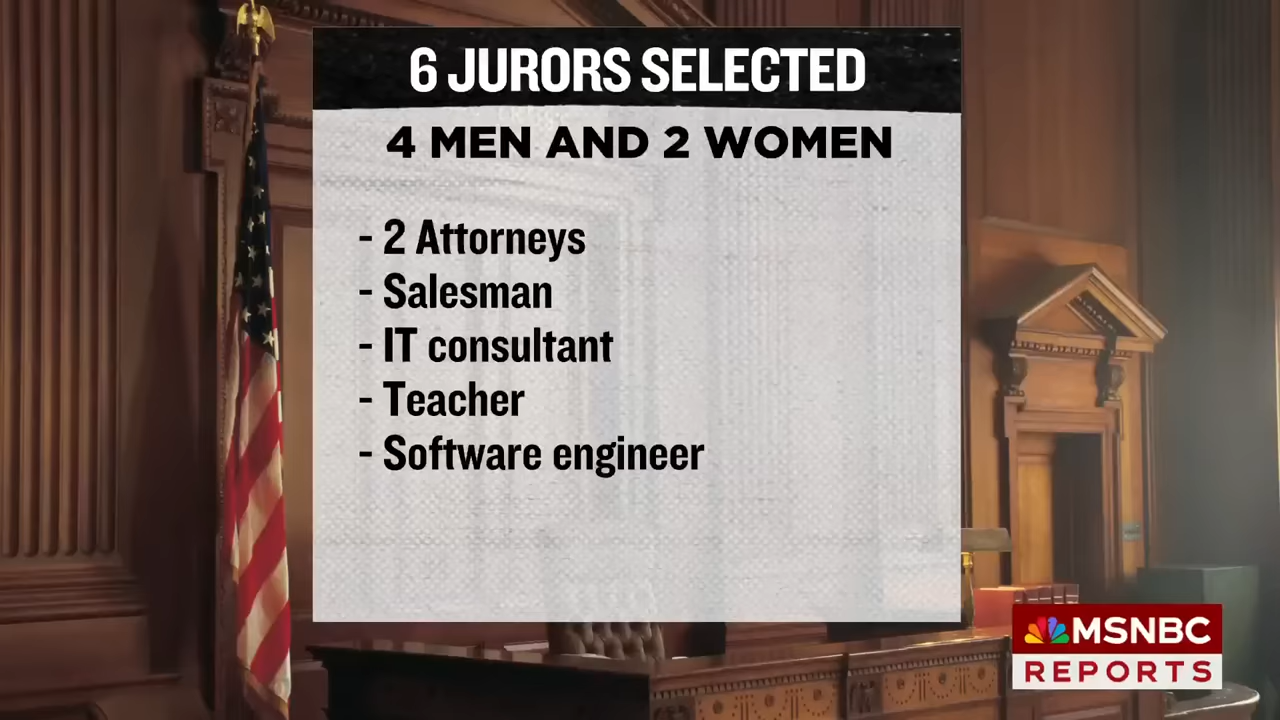 6 JURORS SELECTED
4 MEN AND 2 WOMEN
- 2 Attorneys
- Salesman
- IT consultant
- Teacher
- Software engineer
MSNBC
REPORTS